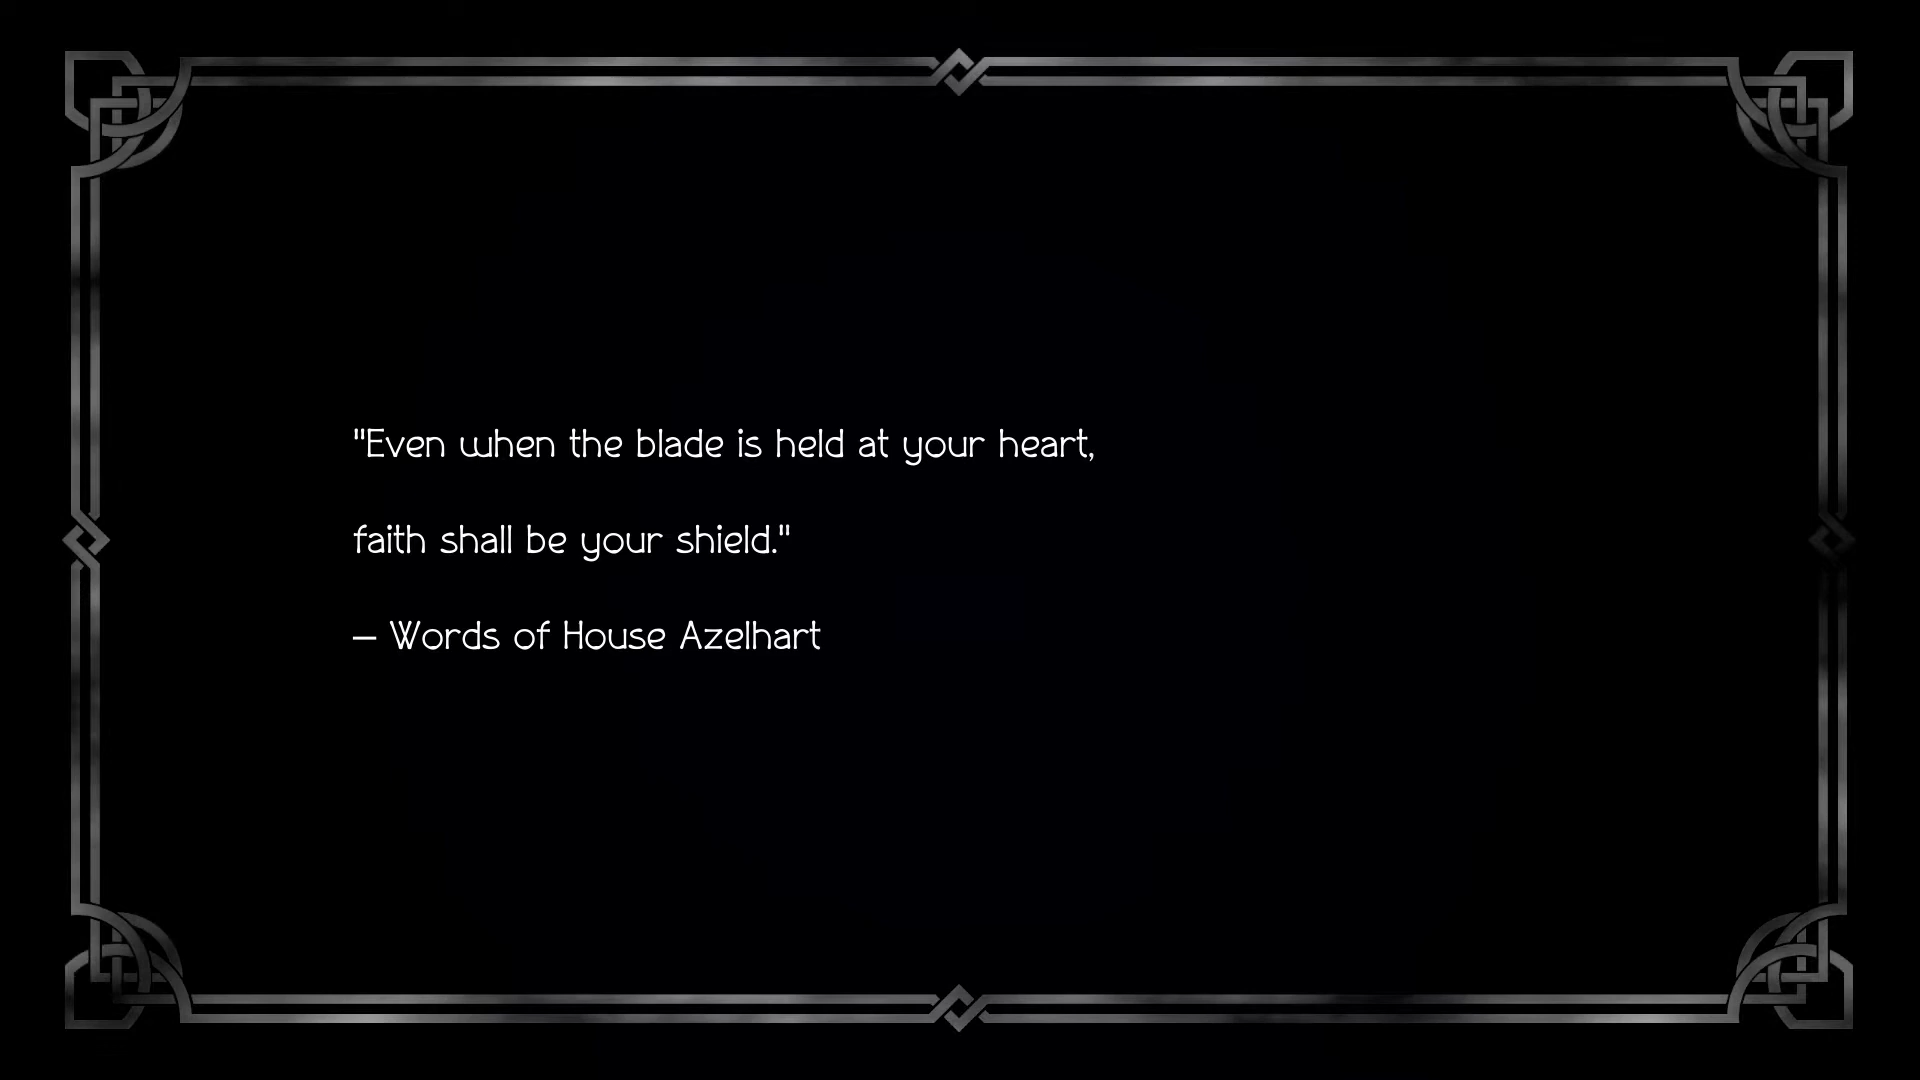 "Even when the blade is held at your heart,
faith shall be your shield."
– Words of House Azelhart